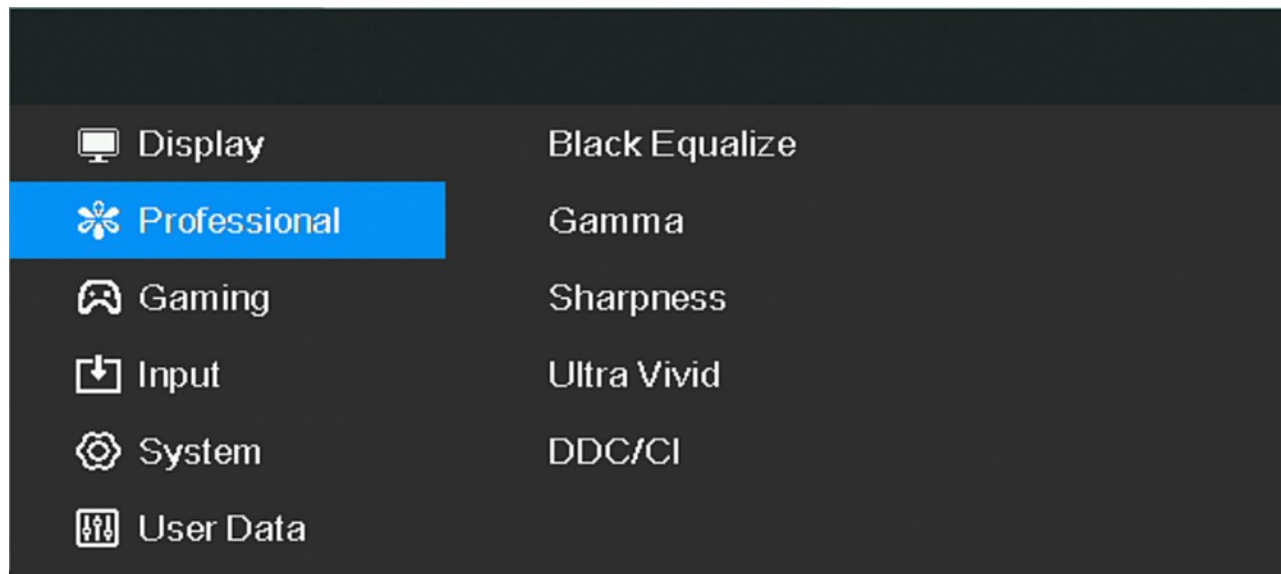 Display
Professional
Gaming
Input
System
User Data
Black Equalize
Gamma
Sharpness
Ultra Vivid
DDC/CI